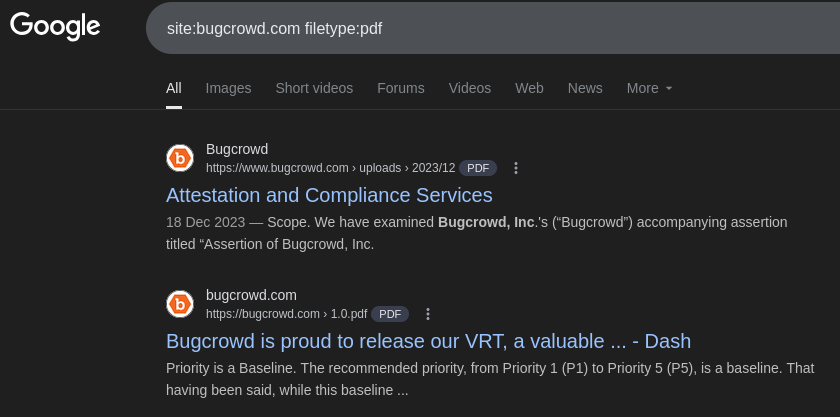 Google
site:bugcrowd.com filetype:pdf
All Images Short videos Forums Videos Web News More
Bugcrowd
https://www.bugcrowd.com › uploads › 2023/12 PDF
Attestation and Compliance Services
18 Dec 2023 — Scope. We have examined Bugcrowd, Inc.'s (“Bugcrowd”) accompanying assertion
titled “Assertion of Bugcrowd, Inc.
bugcrowd.com
https://bugcrowd.com › 1.0.pdf PDF
Bugcrowd is proud to release our VRT, a valuable ... - Dash
Priority is a Baseline. The recommended priority, from Priority 1 (P1) to Priority 5 (P5), is a baseline. That
having been said, while this baseline ...